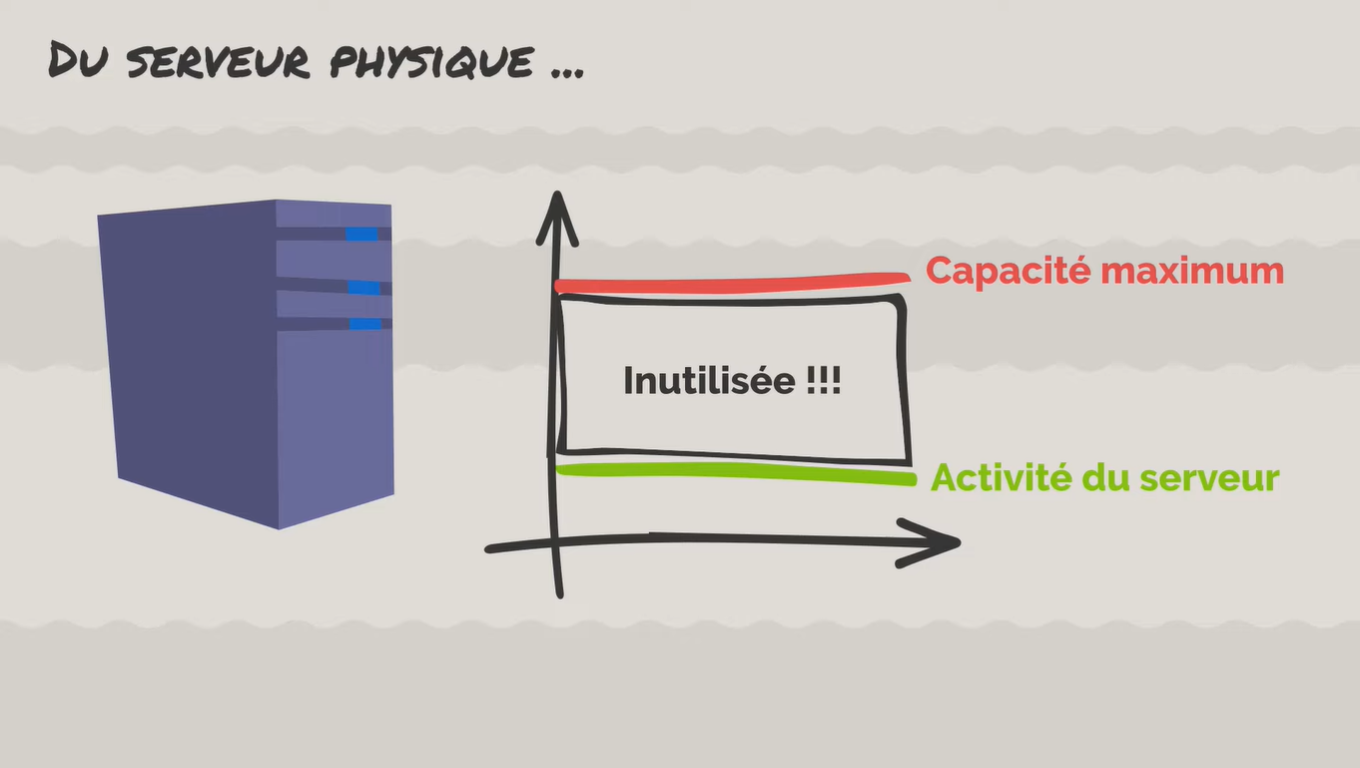 Du serveur physique ...
Capacité maximum
Inutilisée !!!
Activité du serveur